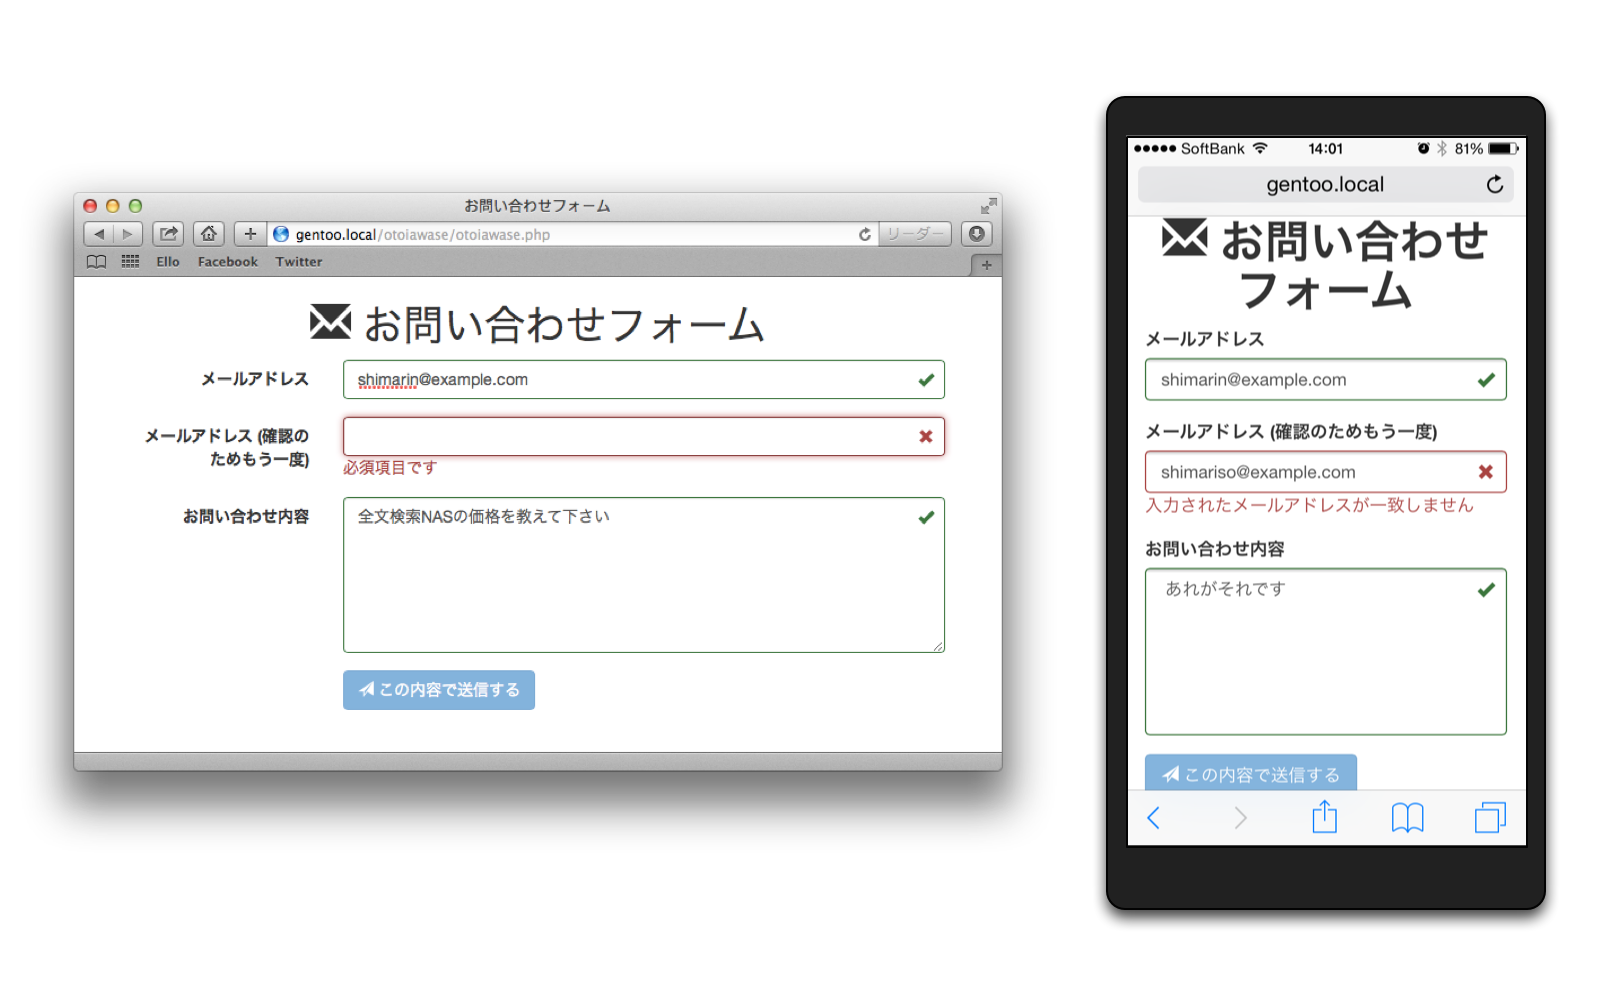 お問い合わせフォーム
gentoo.local/otoiawase/otoiawase.php
リーダー
Ello Facebook Twitter
お問い合わせフォーム
メールアドレス
shimarin@example.com
メールアドレス (確認の
ためもう一度)
必須項目です
お問い合わせ内容
全文検索NASの価格を教えて下さい
この内容で送信する
SoftBank 14:01 81%
gentoo.local
お問い合わせ
フォーム
メールアドレス
shimarin@example.com
メールアドレス (確認のためもう一度)
shimariso@example.com
入力されたメールアドレスが一致しません
お問い合わせ内容
あれがそれです
この内容で送信する